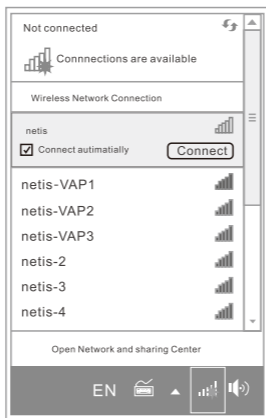 Not connected
Connnections are available
Wireless Network Connection
netis
Connect autimatially
Connect
netis-VAP1
netis-VAP2
netis-VAP3
netis-2
netis-3
netis-4
Open Network and sharing Center
EN